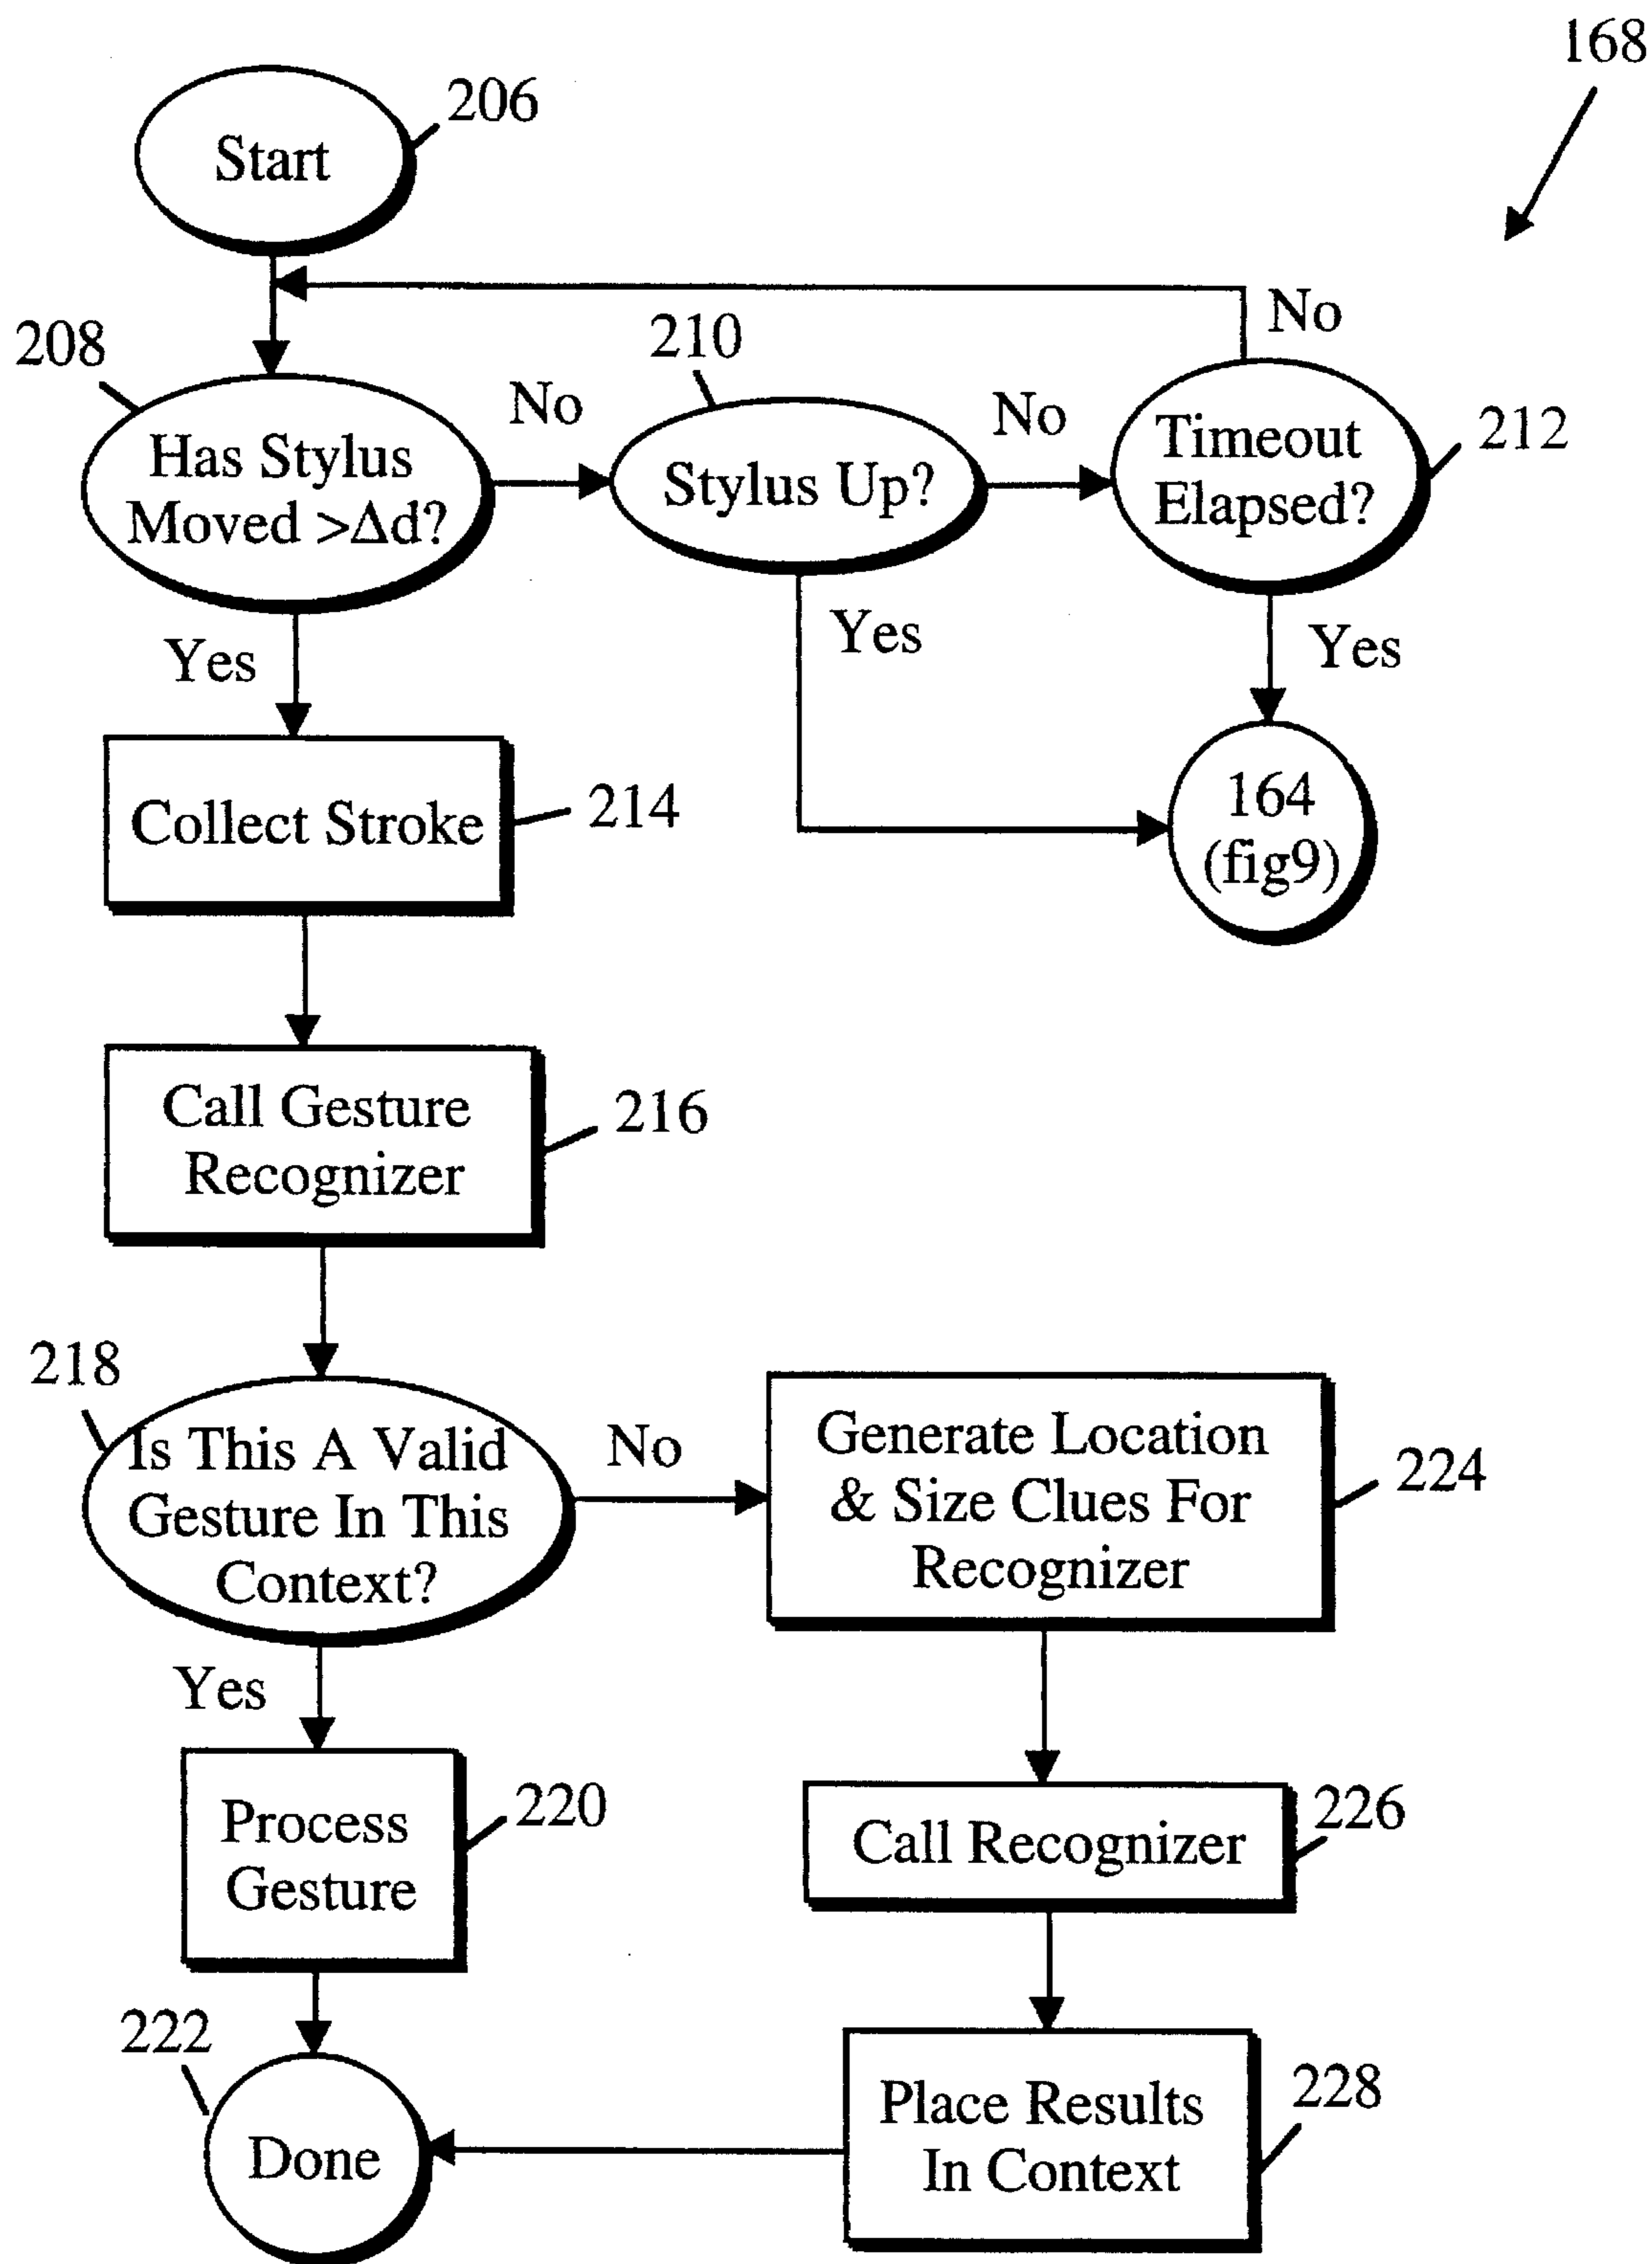 168
206
Start
No
208
210
No
No
Has Stylus
Moved >Δd?
Stylus Up?
Timeout
Elapsed?
212
Yes
Yes
Yes
Collect Stroke
214
164
(fig9)
Call Gesture
Recognizer
216
218
Is This A Valid
Gesture In This
Context?
No
Generate Location
& Size Clues For
Recognizer
224
Yes
Process
Gesture
220
Call Recognizer
226
222
Done
Place Results
In Context
228